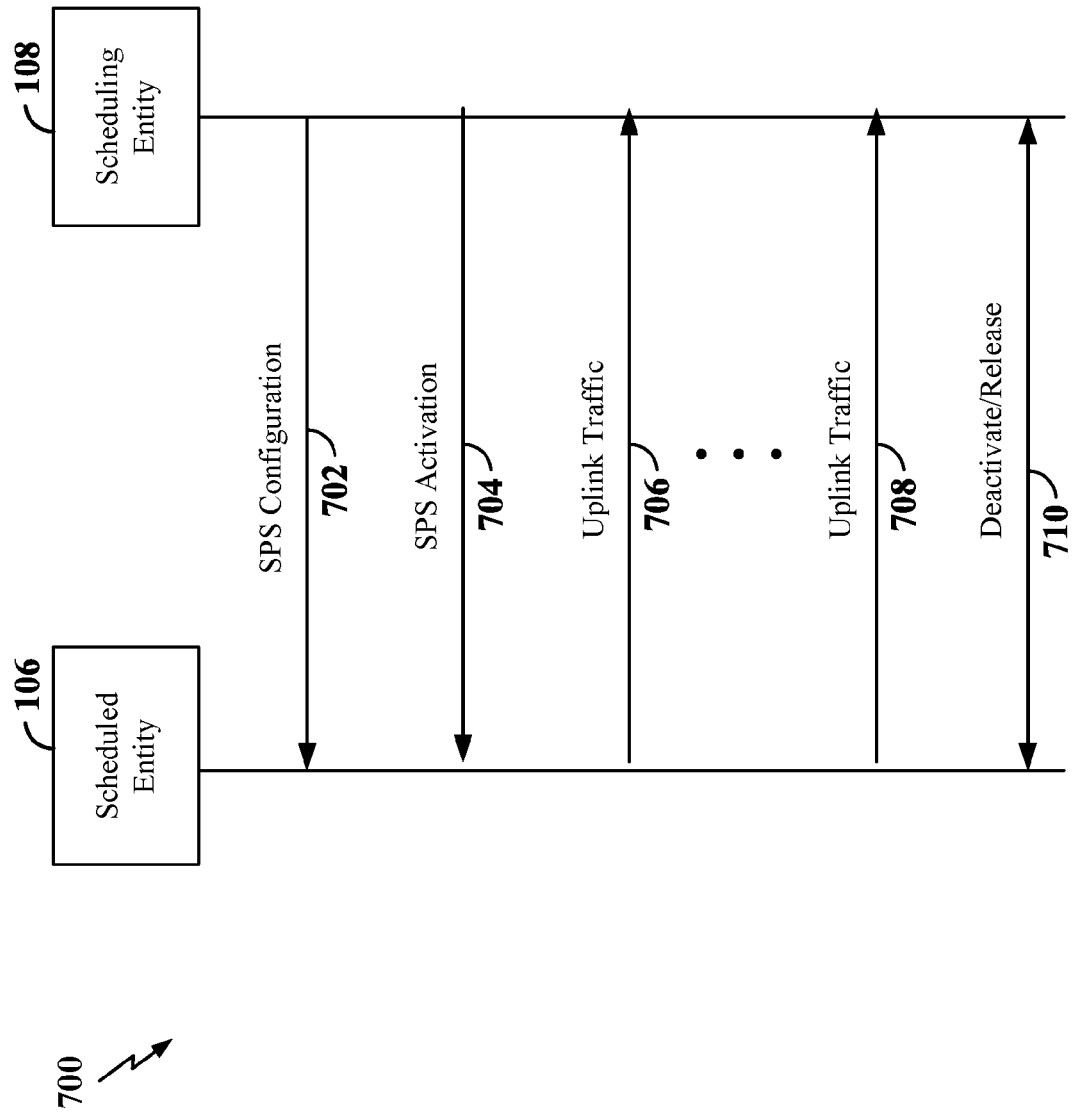 700
106
Scheduled
Entity
108
Scheduling
Entity
SPS Configuration
702
SPS Activation
704
Uplink Traffic
706
Uplink Traffic
708
Deactivate/Release
710